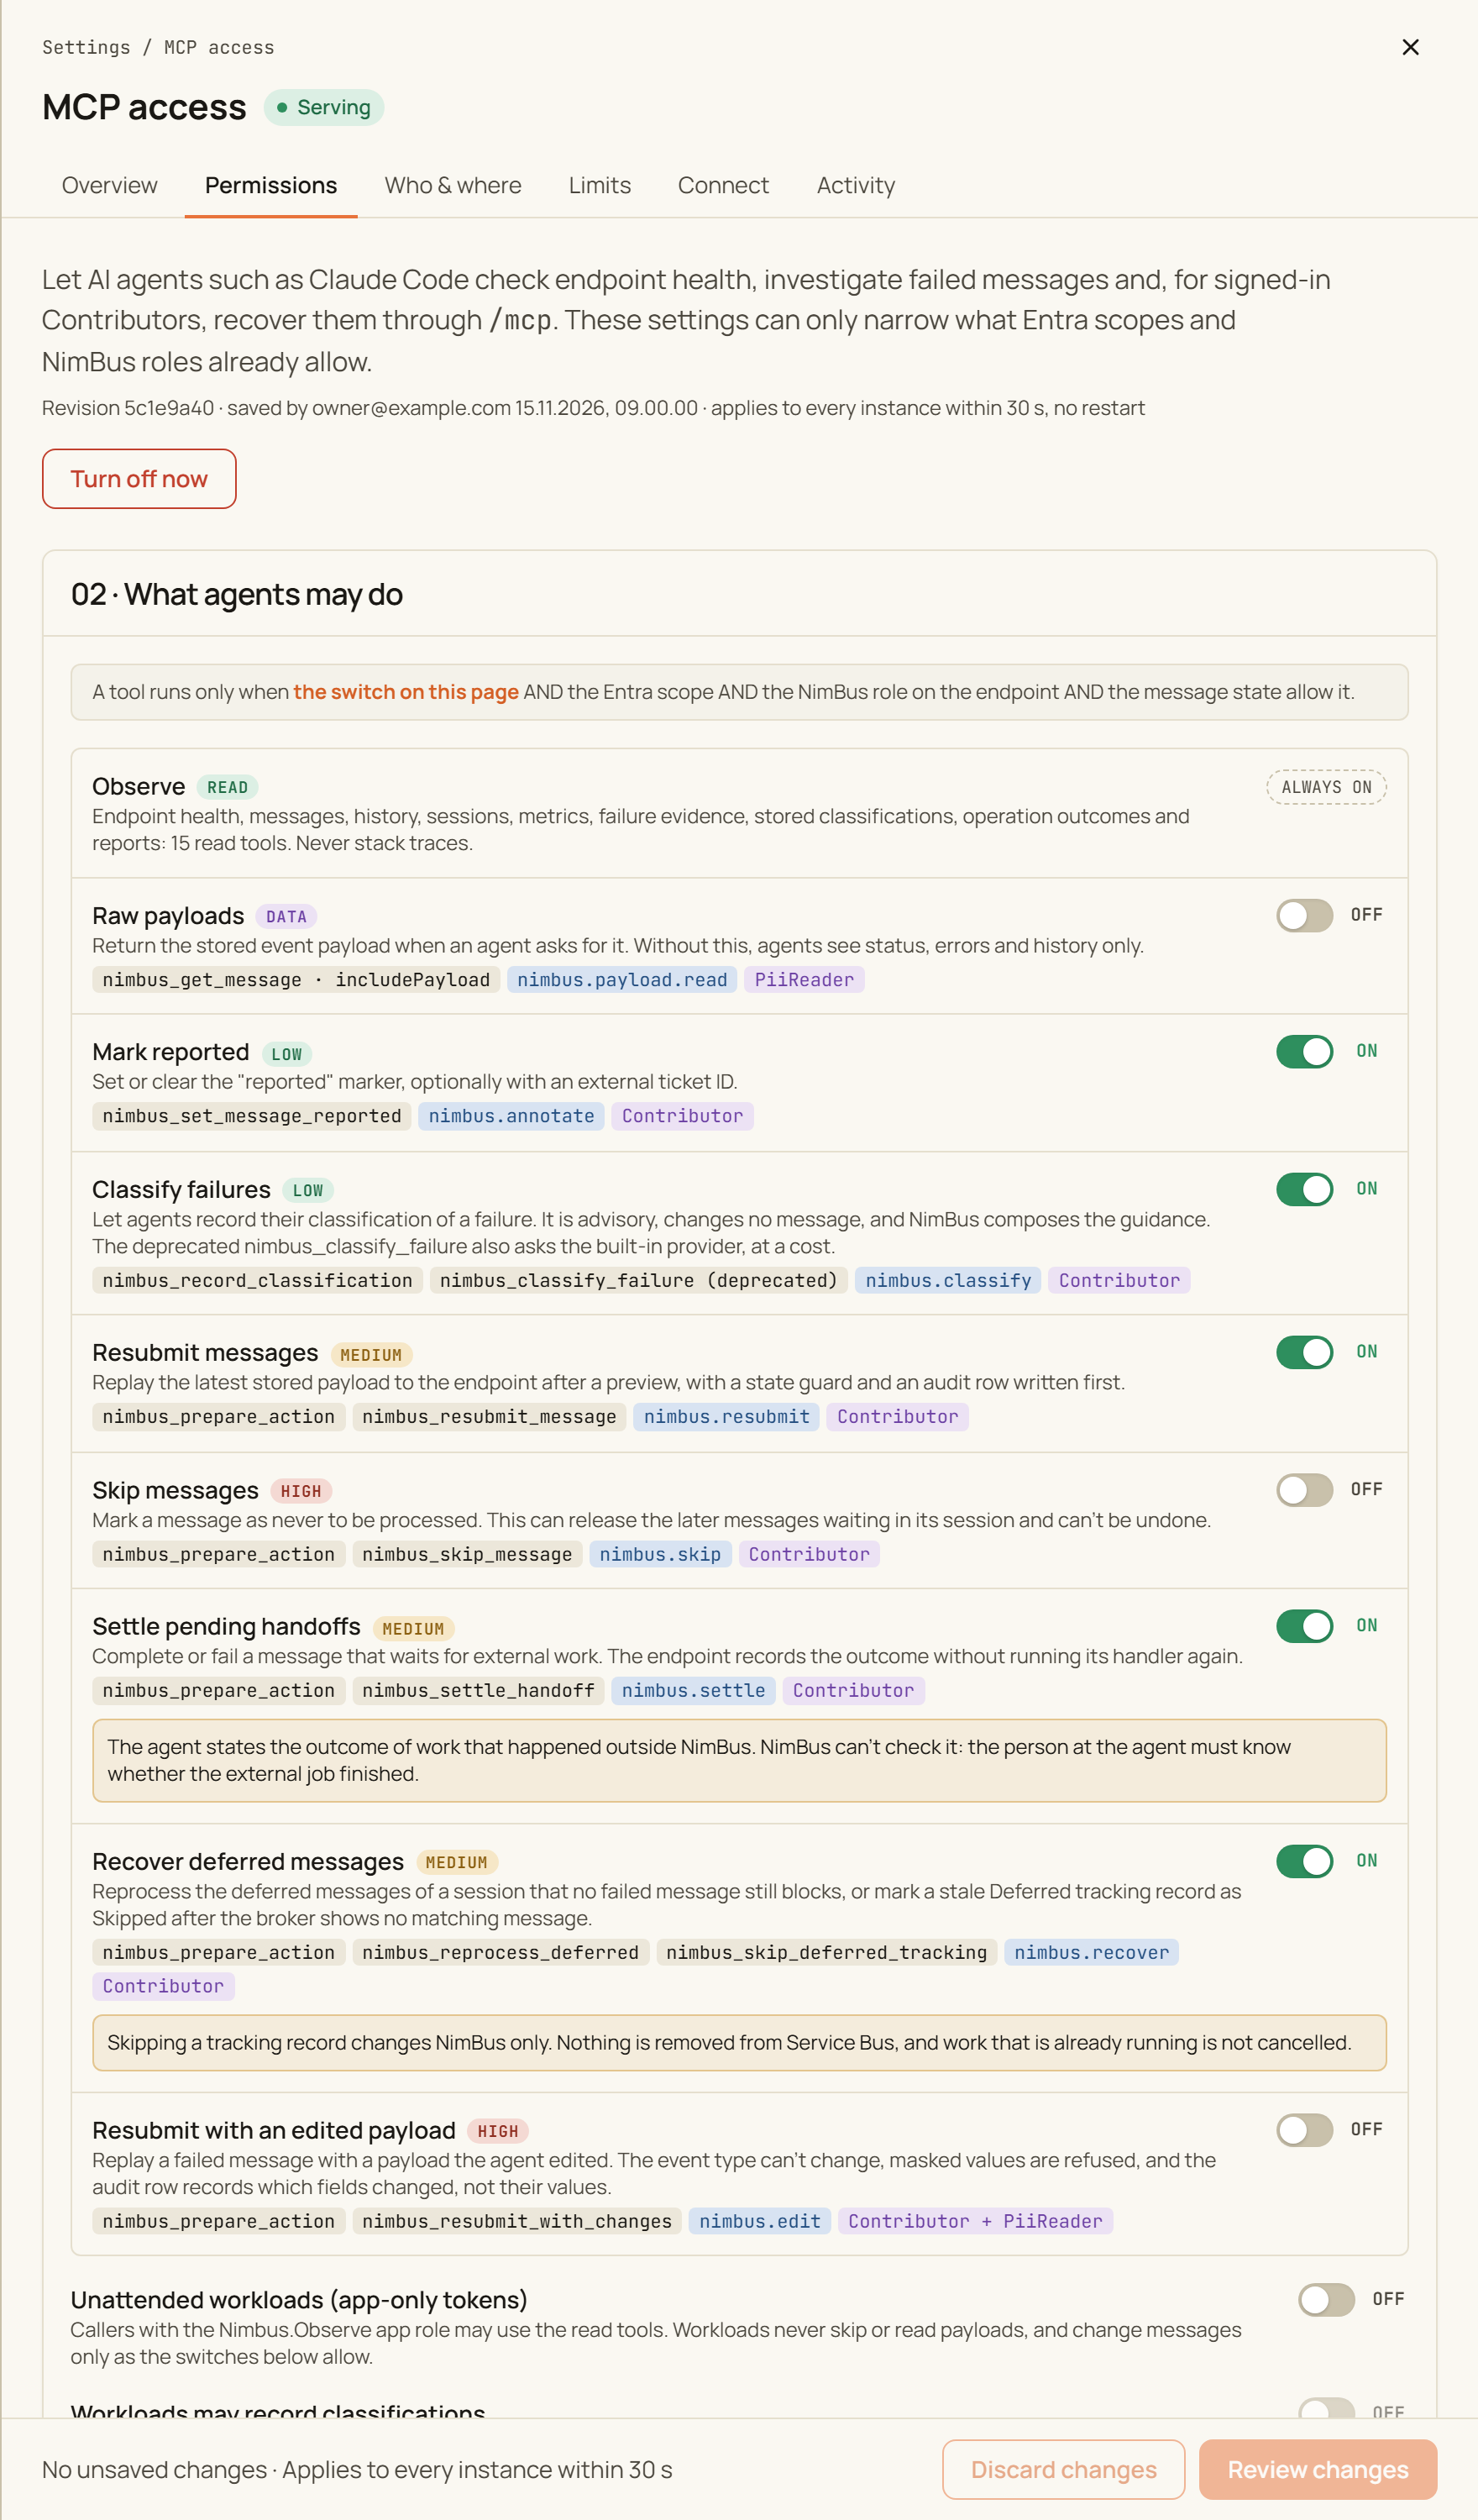 Settings / MCP access
MCP access
Serving
Overview Permissions Who & where Limits Connect Activity
Let AI agents such as Claude Code check endpoint health, investigate failed messages and, for signed-in
Contributors, recover them through /mcp. These settings can only narrow what Entra scopes and
NimBus roles already allow.
Revision 5c1e9a40 · saved by owner@example.com 15.11.2026, 09.00.00 · applies to every instance within 30 s, no restart
Turn off now
02 · What agents may do
A tool runs only when the switch on this page AND the Entra scope AND the NimBus role on the endpoint AND the message state allow it.
Observe READ ALWAYS ON
Endpoint health, messages, history, sessions, metrics, failure evidence, stored classifications, operation outcomes and
reports: 15 read tools. Never stack traces.
Raw payloads DATA OFF
Return the stored event payload when an agent asks for it. Without this, agents see status, errors and history only.
nimbus_get_message · includePayload nimbus.payload.read PiiReader
Mark reported LOW ON
Set or clear the "reported" marker, optionally with an external ticket ID.
nimbus_set_message_reported nimbus.annotate Contributor
Classify failures LOW ON
Let agents record their classification of a failure. It is advisory, changes no message, and NimBus composes the guidance.
The deprecated nimbus_classify_failure also asks the built-in provider, at a cost.
nimbus_record_classification nimbus_classify_failure (deprecated) nimbus.classify Contributor
Resubmit messages MEDIUM ON
Replay the latest stored payload to the endpoint after a preview, with a state guard and an audit row written first.
nimbus_prepare_action nimbus_resubmit_message nimbus.resubmit Contributor
Skip messages HIGH OFF
Mark a message as never to be processed. This can release the later messages waiting in its session and can't be undone.
nimbus_prepare_action nimbus_skip_message nimbus.skip Contributor
Settle pending handoffs MEDIUM ON
Complete or fail a message that waits for external work. The endpoint records the outcome without running its handler again.
nimbus_prepare_action nimbus_settle_handoff nimbus.settle Contributor
The agent states the outcome of work that happened outside NimBus. NimBus can't check it: the person at the agent must know
whether the external job finished.
Recover deferred messages MEDIUM ON
Reprocess the deferred messages of a session that no failed message still blocks, or mark a stale Deferred tracking record as
Skipped after the broker shows no matching message.
nimbus_prepare_action nimbus_reprocess_deferred nimbus_skip_deferred_tracking nimbus.recover
Contributor
Skipping a tracking record changes NimBus only. Nothing is removed from Service Bus, and work that is already running is not cancelled.
Resubmit with an edited payload HIGH OFF
Replay a failed message with a payload the agent edited. The event type can't change, masked values are refused, and the
audit row records which fields changed, not their values.
nimbus_prepare_action nimbus_resubmit_with_changes nimbus.edit Contributor + PiiReader
Unattended workloads (app-only tokens) OFF
Callers with the Nimbus.Observe app role may use the read tools. Workloads never skip or read payloads, and change messages
only as the switches below allow.
Workloads may record classifications OFF
No unsaved changes · Applies to every instance within 30 s
Discard changes
Review changes